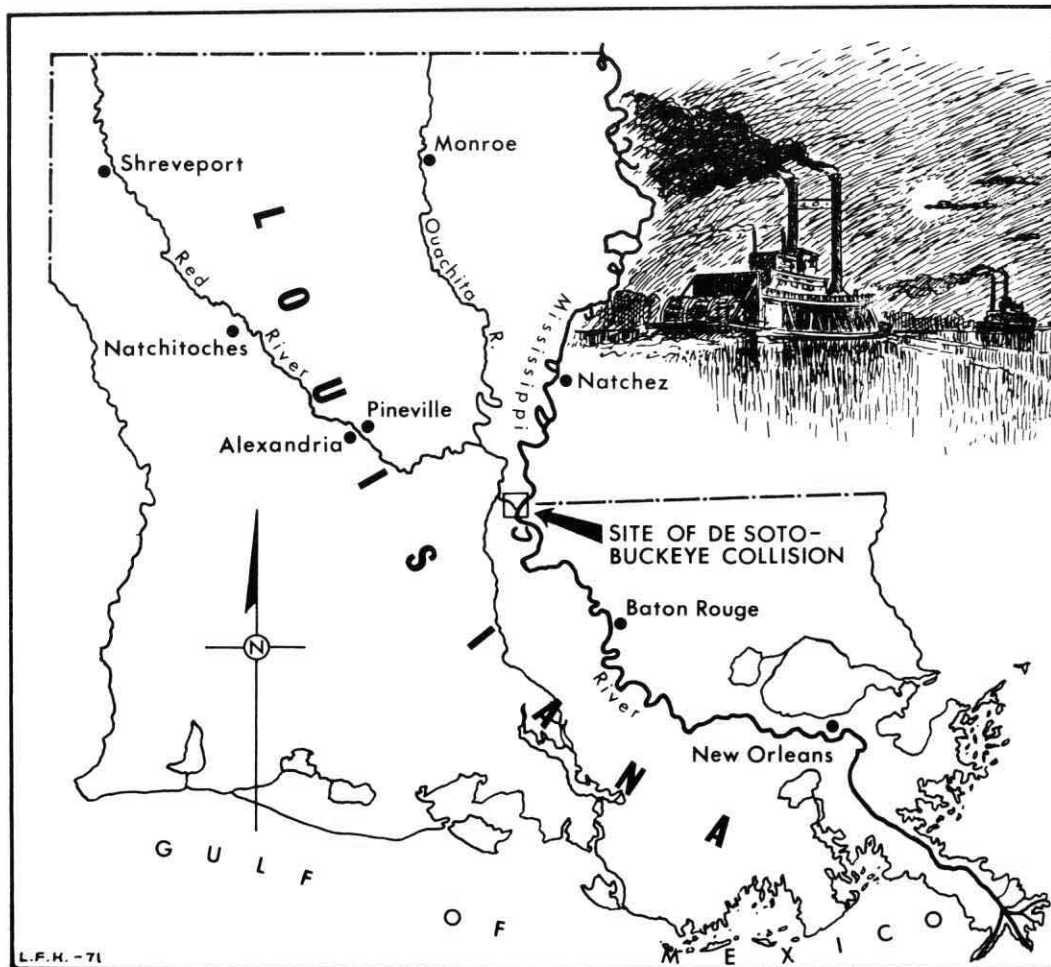 Shreveport
Monroe
LOUISIANA
Red River
Ouachita R.
Mississippi River
Natchitoches
Natchez
Pineville
Alexandria
SITE OF DE SOTO-
BUCKEYE COLLISION
Baton Rouge
N
New Orleans
GULF OF MEXICO
L.F.H. - 71